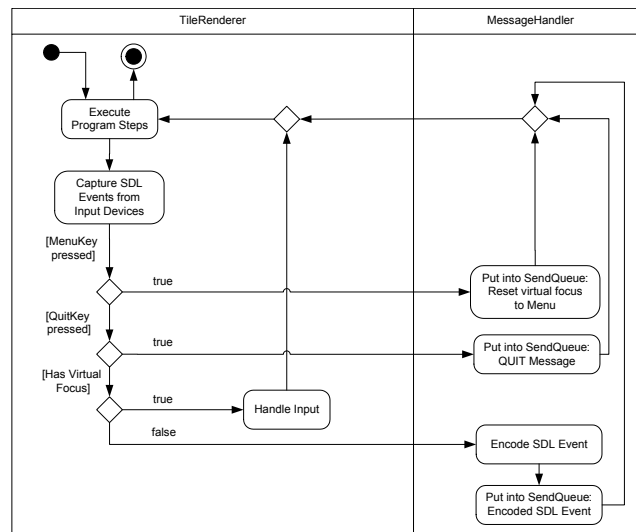 TileRenderer
MessageHandler
Execute
Program Steps
Capture SDL
Events from
Input Devices
[MenuKey
pressed]
true
Put into SendQueue:
Reset virtual focus
to Menu
[QuitKey
pressed]
true
Put into SendQueue:
QUIT Message
[Has Virtual
Focus]
true
Handle Input
false
Encode SDL Event
Put into SendQueue:
Encoded SDL Event